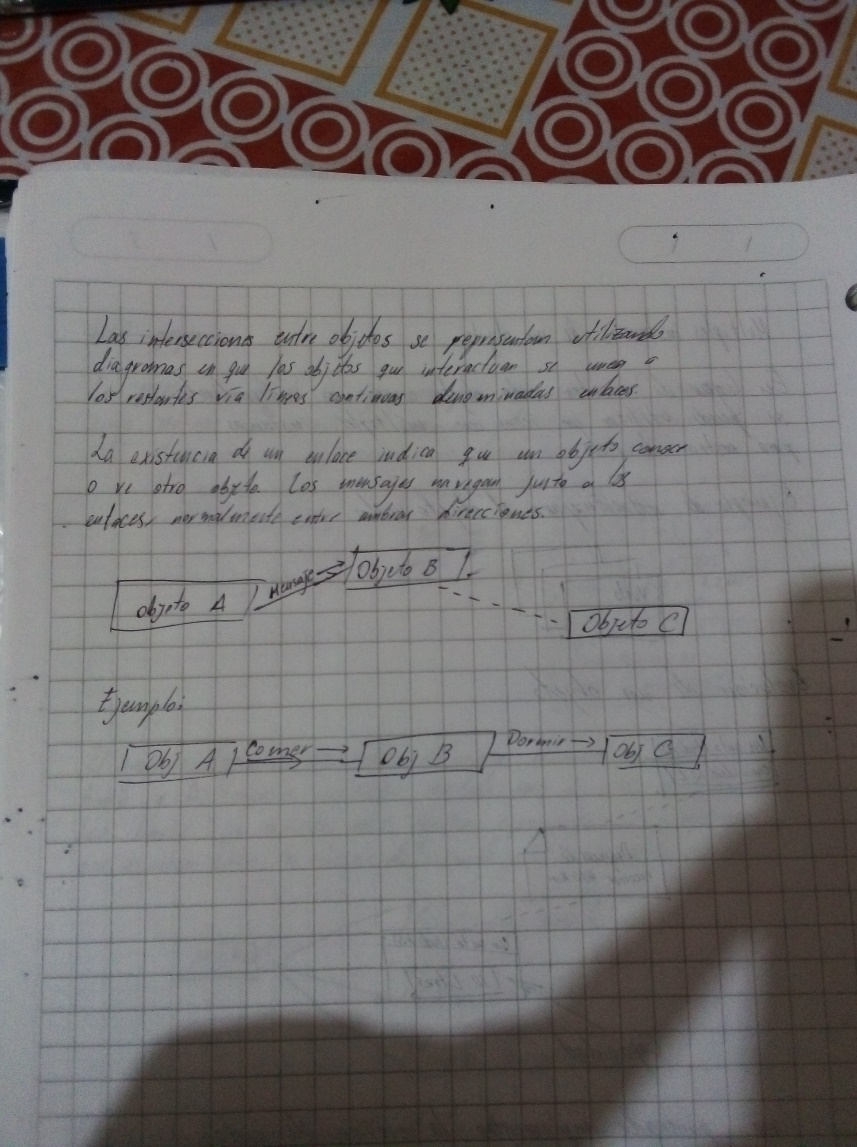 Las intersecciones entre objetos se representan utilizando
diagramas en que los objetos que interactuan se unen a
los restantes vía líneas continuas denominadas enlaces.
La existencia de un enlace indica que un objeto conoce
o ve otro objeto. Los mensajes navegan justo a los
enlaces, normalmente entre ambras direcciones.
Objeto A
Mensaje
Objeto B
Objeto C
Ejemplo:
Obj A
Comer
Obj B
Dormir
Obj C